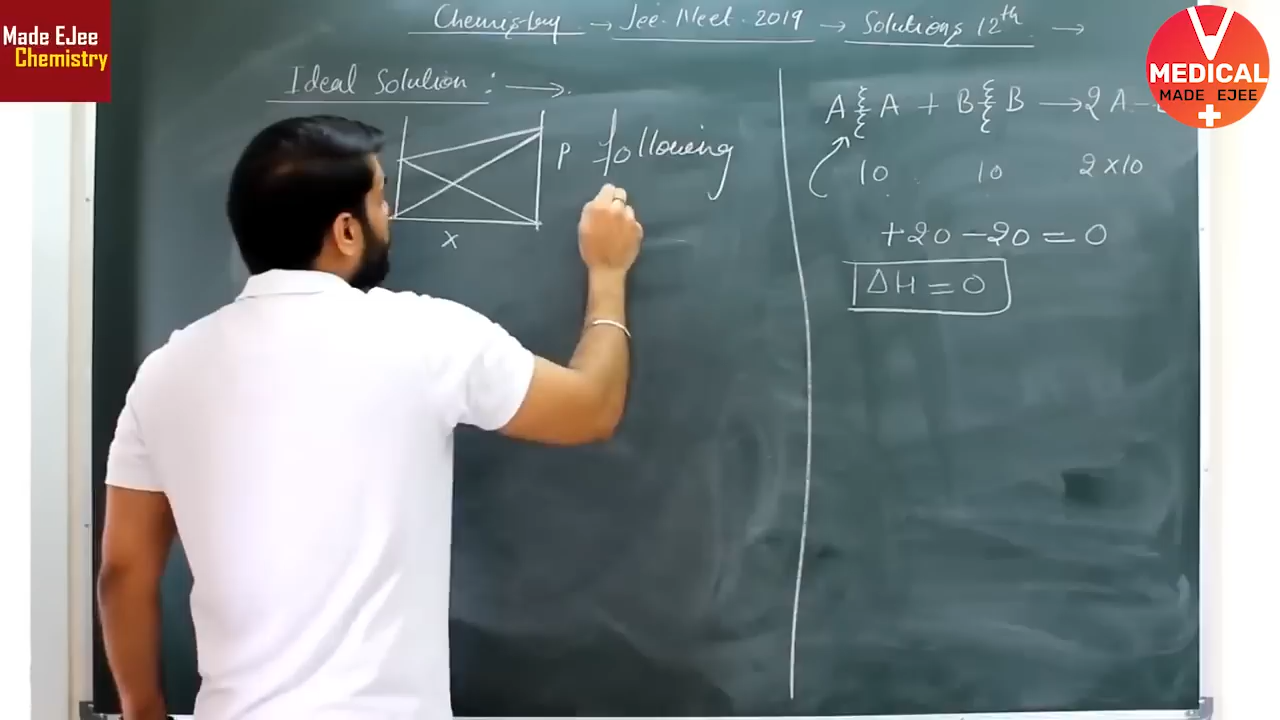 Made EJee
Chemistry
Chemistry → Jee. Neet. 2019 → Solutions 12th →
MEDICAL
MADE EJEE
Ideal Solution : →
P
following
X
A A + B B → 2 A
10 10 2 × 10
+20 − 20 = 0
ΔH = 0